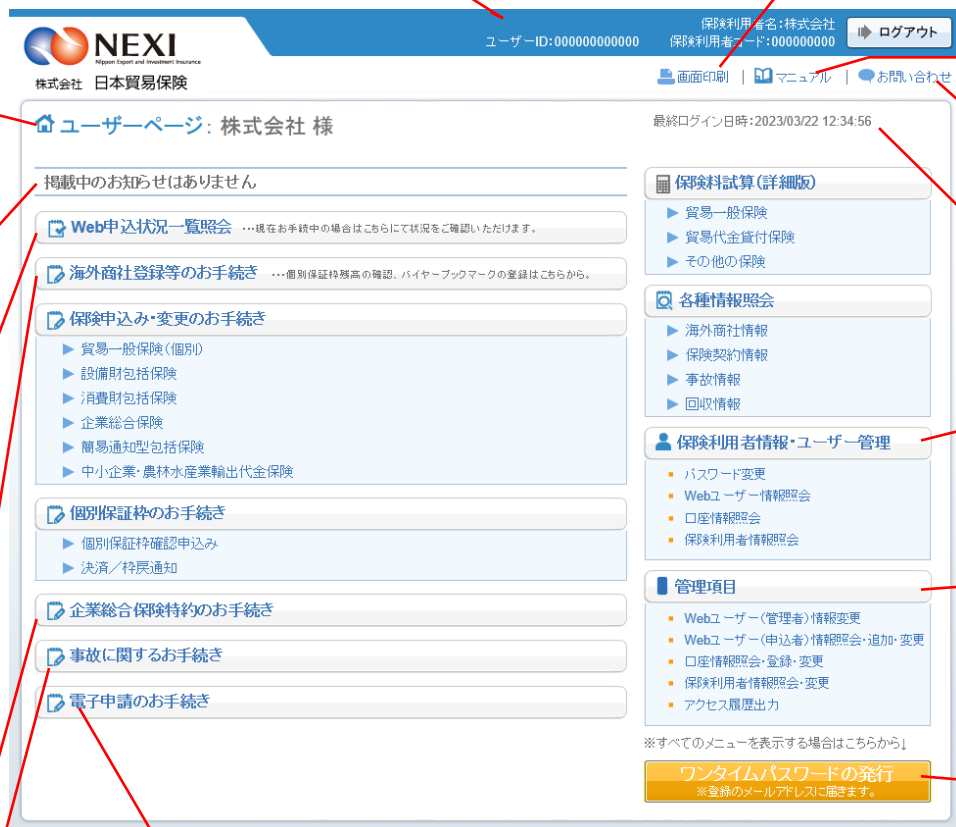 NEXI
Nippon Export and Investment Insurance
株式会社 日本貿易保険
ユーザーID:000000000000
保険利用者名:株式会社
保険利用者コード:000000000
ログアウト
画面印刷 | マニュアル | お問い合わせ
ユーザーページ: 株式会社 様
最終ログイン日時:2023/03/22 12:34:56
掲載中のお知らせはありません
Web申込状況一覧照会 …現在お手続中の場合はこちらにて状況をご確認いただけます。
海外商社登録等のお手続き …個別保証枠残高の確認、バイヤーブックマークの登録はこちらから。
保険申込み・変更のお手続き
貿易一般保険(個別)
設備財包括保険
消費財包括保険
企業総合保険
簡易通知型包括保険
中小企業・農林水産業輸出代金保険
個別保証枠のお手続き
個別保証枠確認申込み
決済／枠戻通知
企業総合保険特約のお手続き
事故に関するお手続き
電子申請のお手続き
保険料試算(詳細版)
貿易一般保険
貿易代金貸付保険
その他の保険
各種情報照会
海外商社情報
保険契約情報
事故情報
回収情報
保険利用者情報・ユーザー管理
パスワード変更
Webユーザー情報照会
口座情報照会
保険利用者情報照会
管理項目
Webユーザー(管理者)情報変更
Webユーザー(申込者)情報照会・追加・変更
口座情報照会・登録・変更
保険利用者情報照会・変更
アクセス履歴出力
※すべてのメニューを表示する場合はこちらから↓
ワンタイムパスワードの発行
※登録のメールアドレスに届きます。